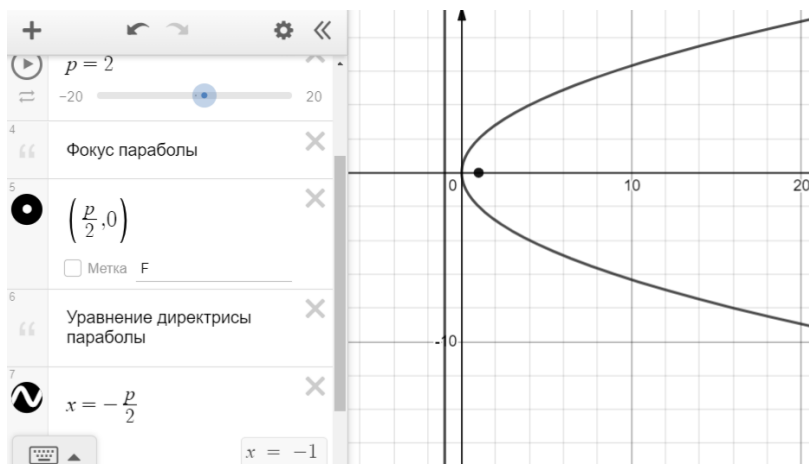 p = 2
-20
20
4
Фокус параболы
5
(p/2, 0)
Метка F
6
Уравнение директрисы
параболы
7
x = - p/2
x = -1
0
10
20
-10